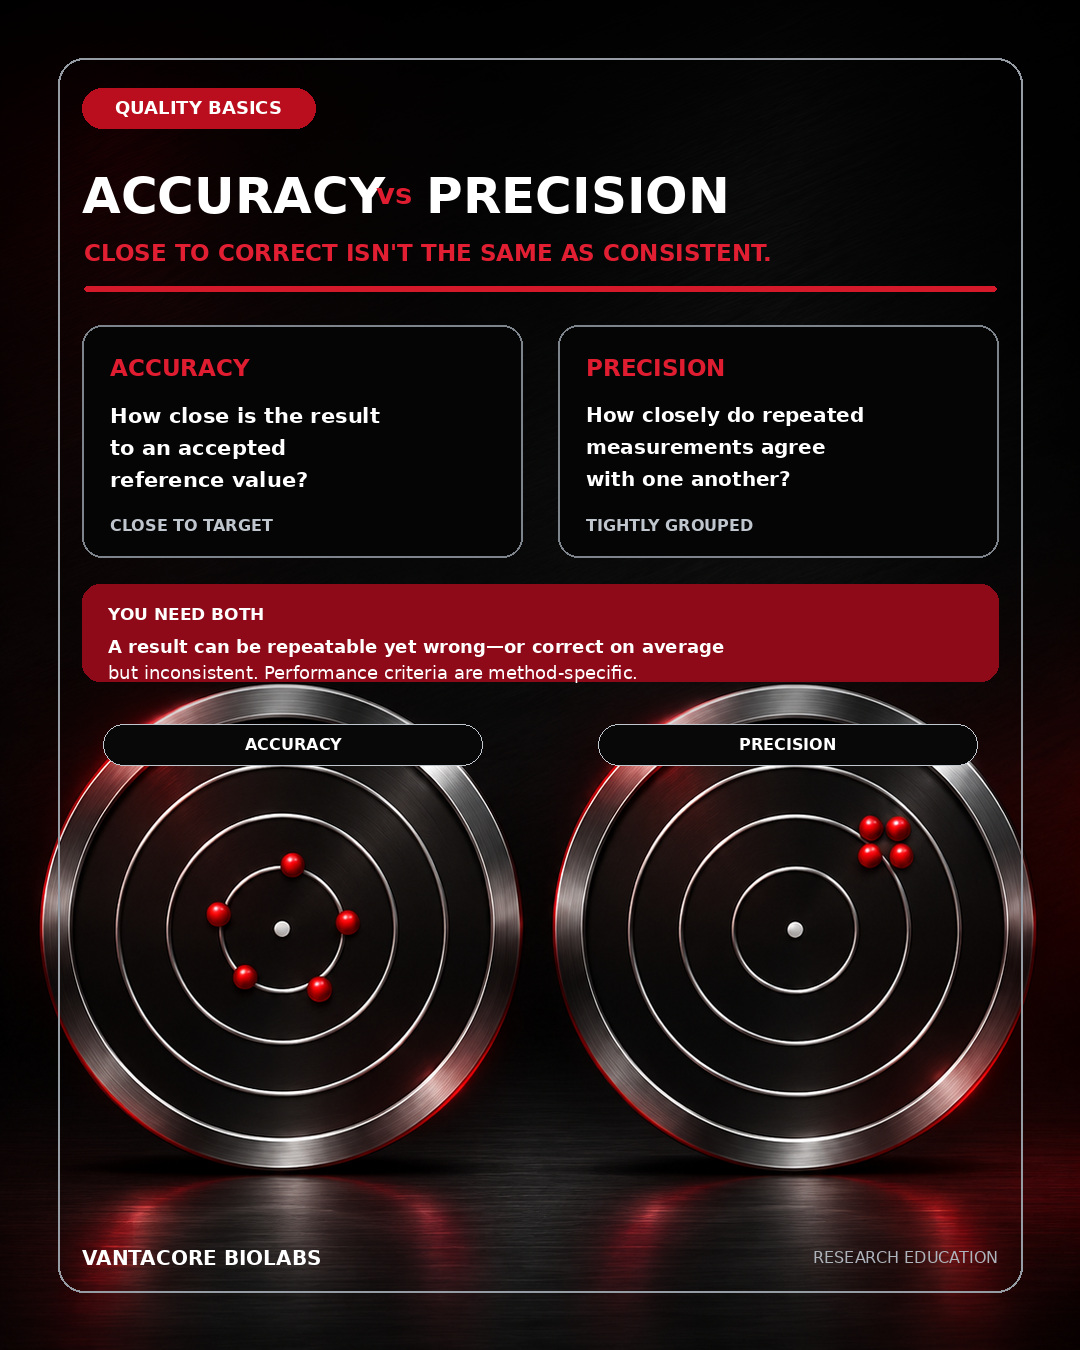 QUALITY BASICS
ACCURACY vs PRECISION
CLOSE TO CORRECT ISN'T THE SAME AS CONSISTENT.
ACCURACY
How close is the result
to an accepted
reference value?
CLOSE TO TARGET
PRECISION
How closely do repeated
measurements agree
with one another?
TIGHTLY GROUPED
YOU NEED BOTH
A result can be repeatable yet wrong—or correct on average
but inconsistent. Performance criteria are method-specific.
ACCURACY
PRECISION
VANTACORE BIOLABS
RESEARCH EDUCATION